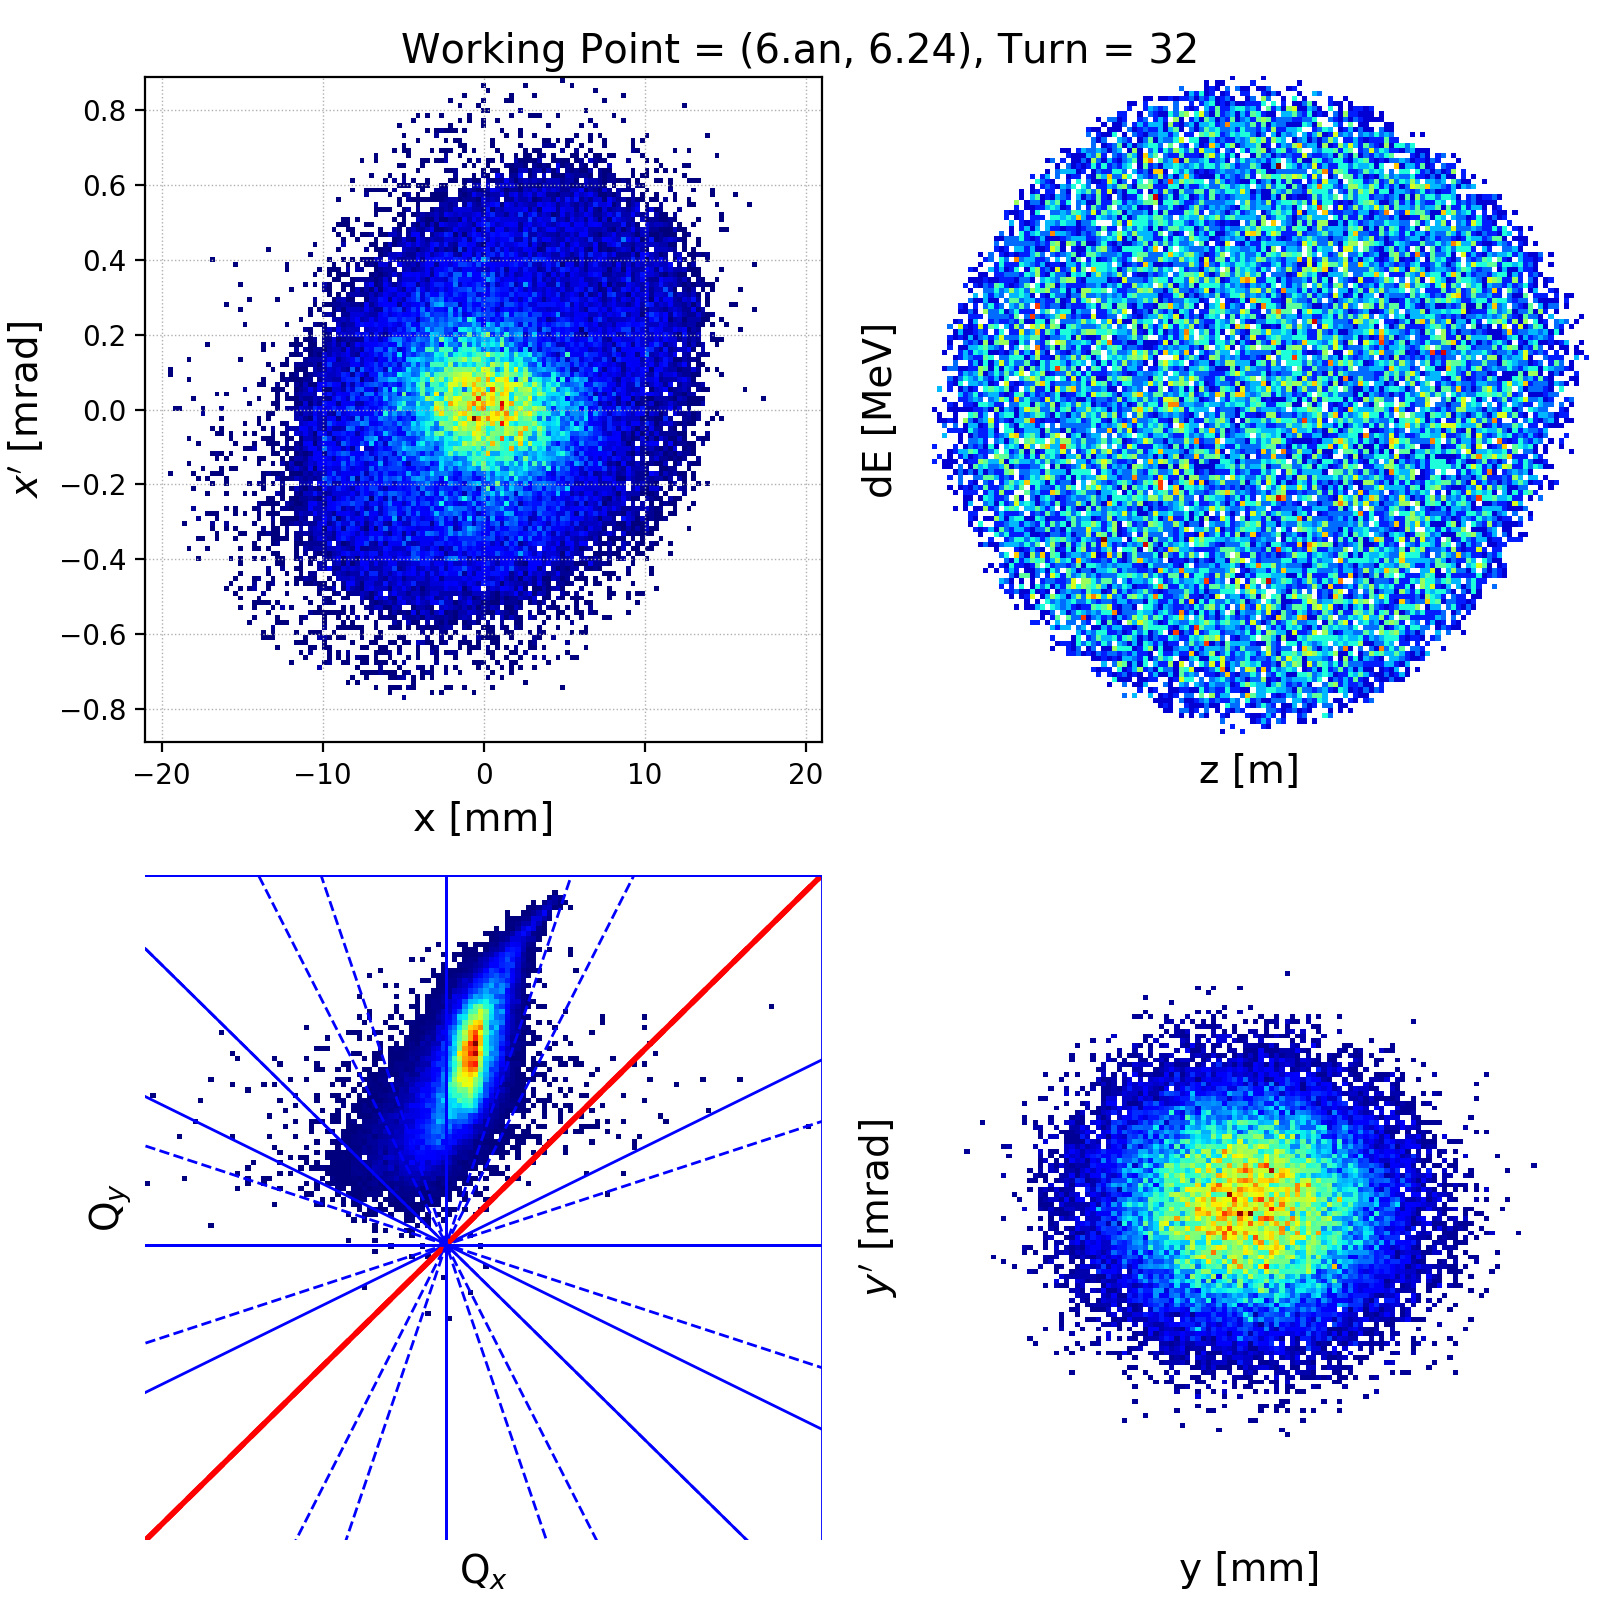 Working Point = (6.an, 6.24), Turn = 32
0.8
0.6
0.4
0.2
0.0
−0.2
−0.4
−0.6
−0.8
x′ [mrad]
−20
−10
0
10
20
x [mm]
dE [MeV]
z [m]
Qy
Qx
y′ [mrad]
y [mm]